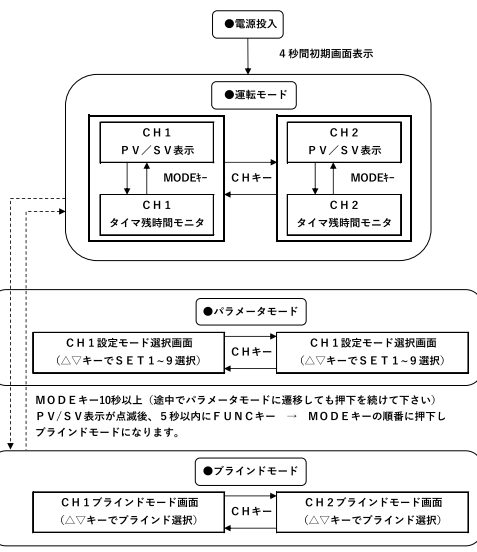 ●電源投入
4秒間初期画面表示
●運転モード
CH1
PV／SV表示
MODEｷｰ
CH1
タイマ残時間モニタ
CHキー
CH2
PV／SV表示
MODEｷｰ
CH2
タイマ残時間モニタ
●パラメータモード
CH1設定モード選択画面
（△▽キーでSET1～9選択）
CHキー
CH1設定モード選択画面
（△▽キーでSET1～9選択）
MODEキー10秒以上（途中でパラメータモードに遷移しても押下を続けて下さい）
PV/SV表示が点滅後、5秒以内にFUNCキー　→　MODEキーの順番に押下し
ブラインドモードになります。
●ブラインドモード
CH1ブラインドモード画面
（△▽キーでブラインド選択）
CHキー
CH2ブラインドモード画面
（△▽キーでブラインド選択）